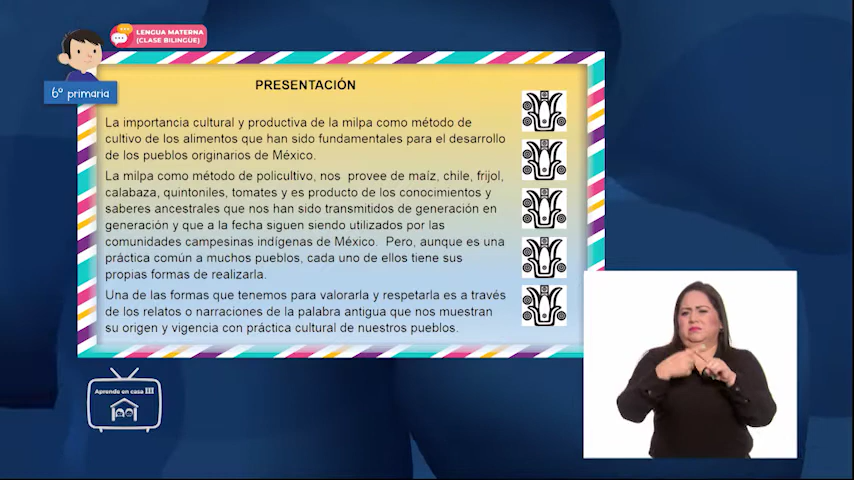 LENGUA MATERNA
(CLASE BILINGÜE)
6º primaria
PRESENTACIÓN
La importancia cultural y productiva de la milpa como método de
cultivo de los alimentos que han sido fundamentales para el desarrollo
de los pueblos originarios de México.
La milpa como método de policultivo, nos provee de maíz, chile, frijol,
calabaza, quintoniles, tomates y es producto de los conocimientos y
saberes ancestrales que nos han sido transmitidos de generación en
generación y que a la fecha siguen siendo utilizados por las
comunidades campesinas indígenas de México. Pero, aunque es una
práctica común a muchos pueblos, cada uno de ellos tiene sus
propias formas de realizarla.
Una de las formas que tenemos para valorarla y respetarla es a través
de los relatos o narraciones de la palabra antigua que nos muestran
su origen y vigencia con práctica cultural de nuestros pueblos.
Aprende en casa III